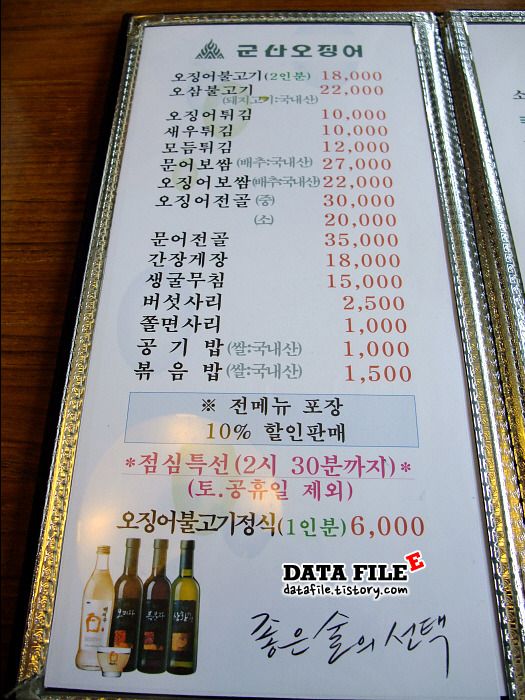 군산오징어
오징어불고기(2인분) 18,000
오삼불고기 22,000
(돼지고기:국내산)
오징어튀김 10,000
새우튀김 10,000
모듬튀김 12,000
문어보쌈(배추:국내산) 27,000
오징어보쌈(배추:국내산) 22,000
오징어전골 (중) 30,000
(소) 20,000
문어전골 35,000
간장게장 18,000
생굴무침 15,000
버섯사리 2,500
쫄면사리 1,000
공기밥(쌀:국내산) 1,000
볶음밥(쌀:국내산) 1,500
※ 전메뉴 포장
10% 할인판매
*점심특선(2시 30분까지)*
(토.공휴일 제외)
오징어불고기정식(1인분) 6,000
DATA FILE E
datafile.tistory.com
좋은 술의 선택
소